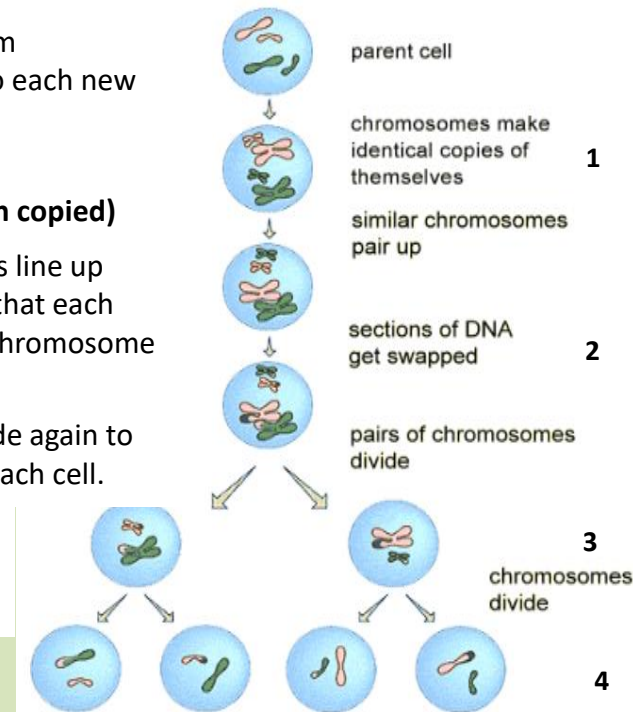 m
o each new
n copied)
s line up
that each
chromosome
de again to
each cell.
parent cell
chromosomes make
identical copies of
themselves
1
similar chromosomes
pair up
sections of DNA
get swapped
2
pairs of chromosomes
divide
3
chromosomes
divide
4